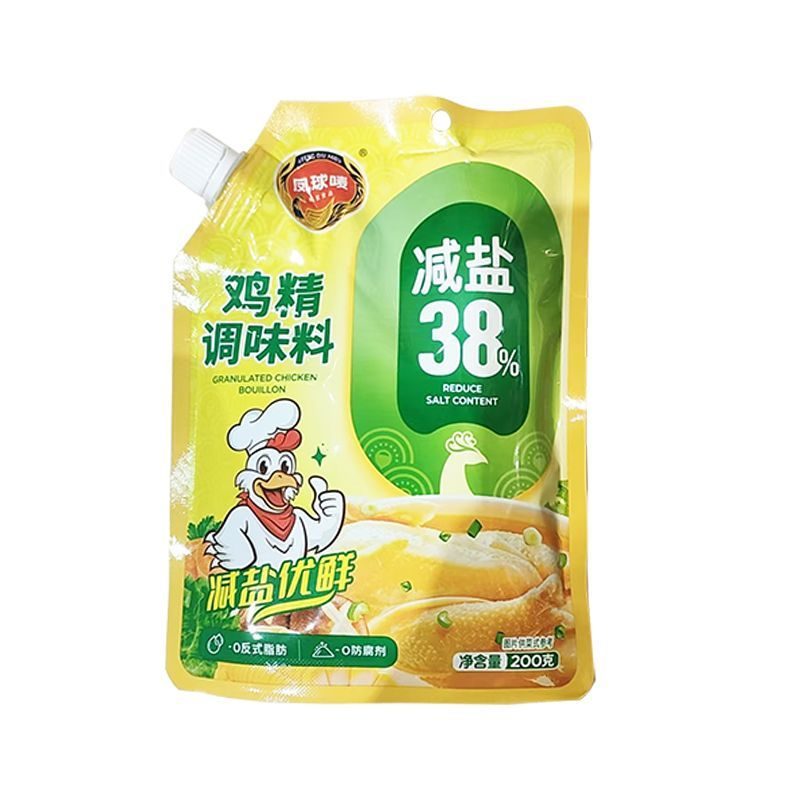 凤球唛
®
鸡精
调味料
GRANULATED CHICKEN
BOUILLON
减盐
38%
REDUCE
SALT CONTENT
减盐优鲜
-0反式脂肪
-0防腐剂
图片供菜式参考
净含量 200克